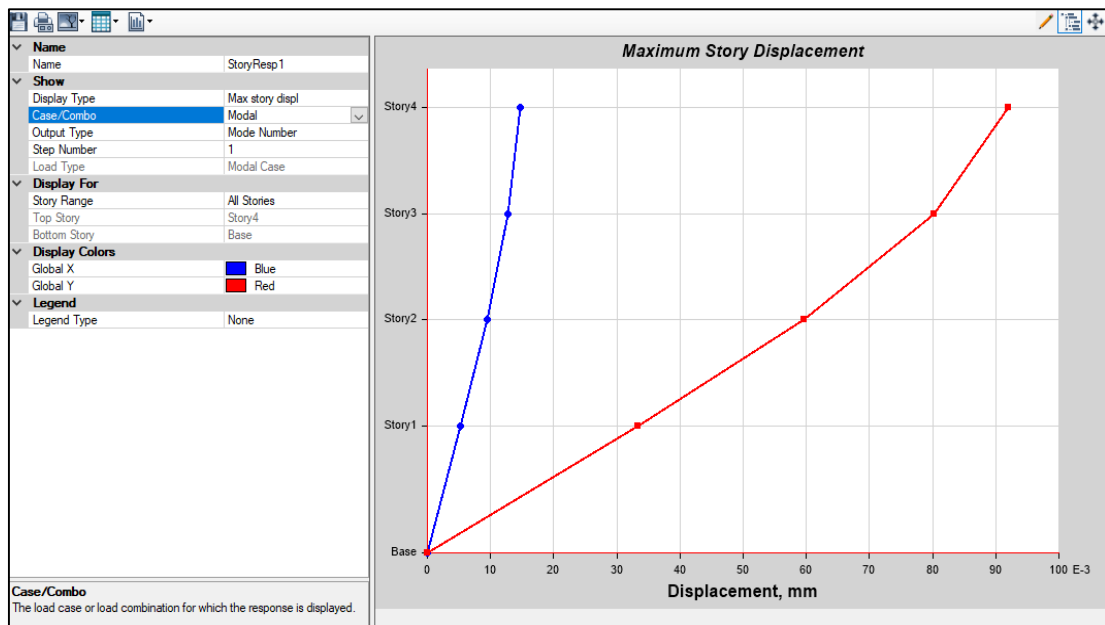 Name
Name StoryResp1
Show
Display Type Max story displ
Case/Combo Modal
Output Type Mode Number
Step Number 1
Load Type Modal Case
Display For
Story Range All Stories
Top Story Story4
Bottom Story Base
Display Colors
Global X Blue
Global Y Red
Legend
Legend Type None
Case/Combo
The load case or load combination for which the response is displayed.
Maximum Story Displacement
Story4
Story3
Story2
Story1
Base
0 10 20 30 40 50 60 70 80 90 100 E-3
Displacement, mm